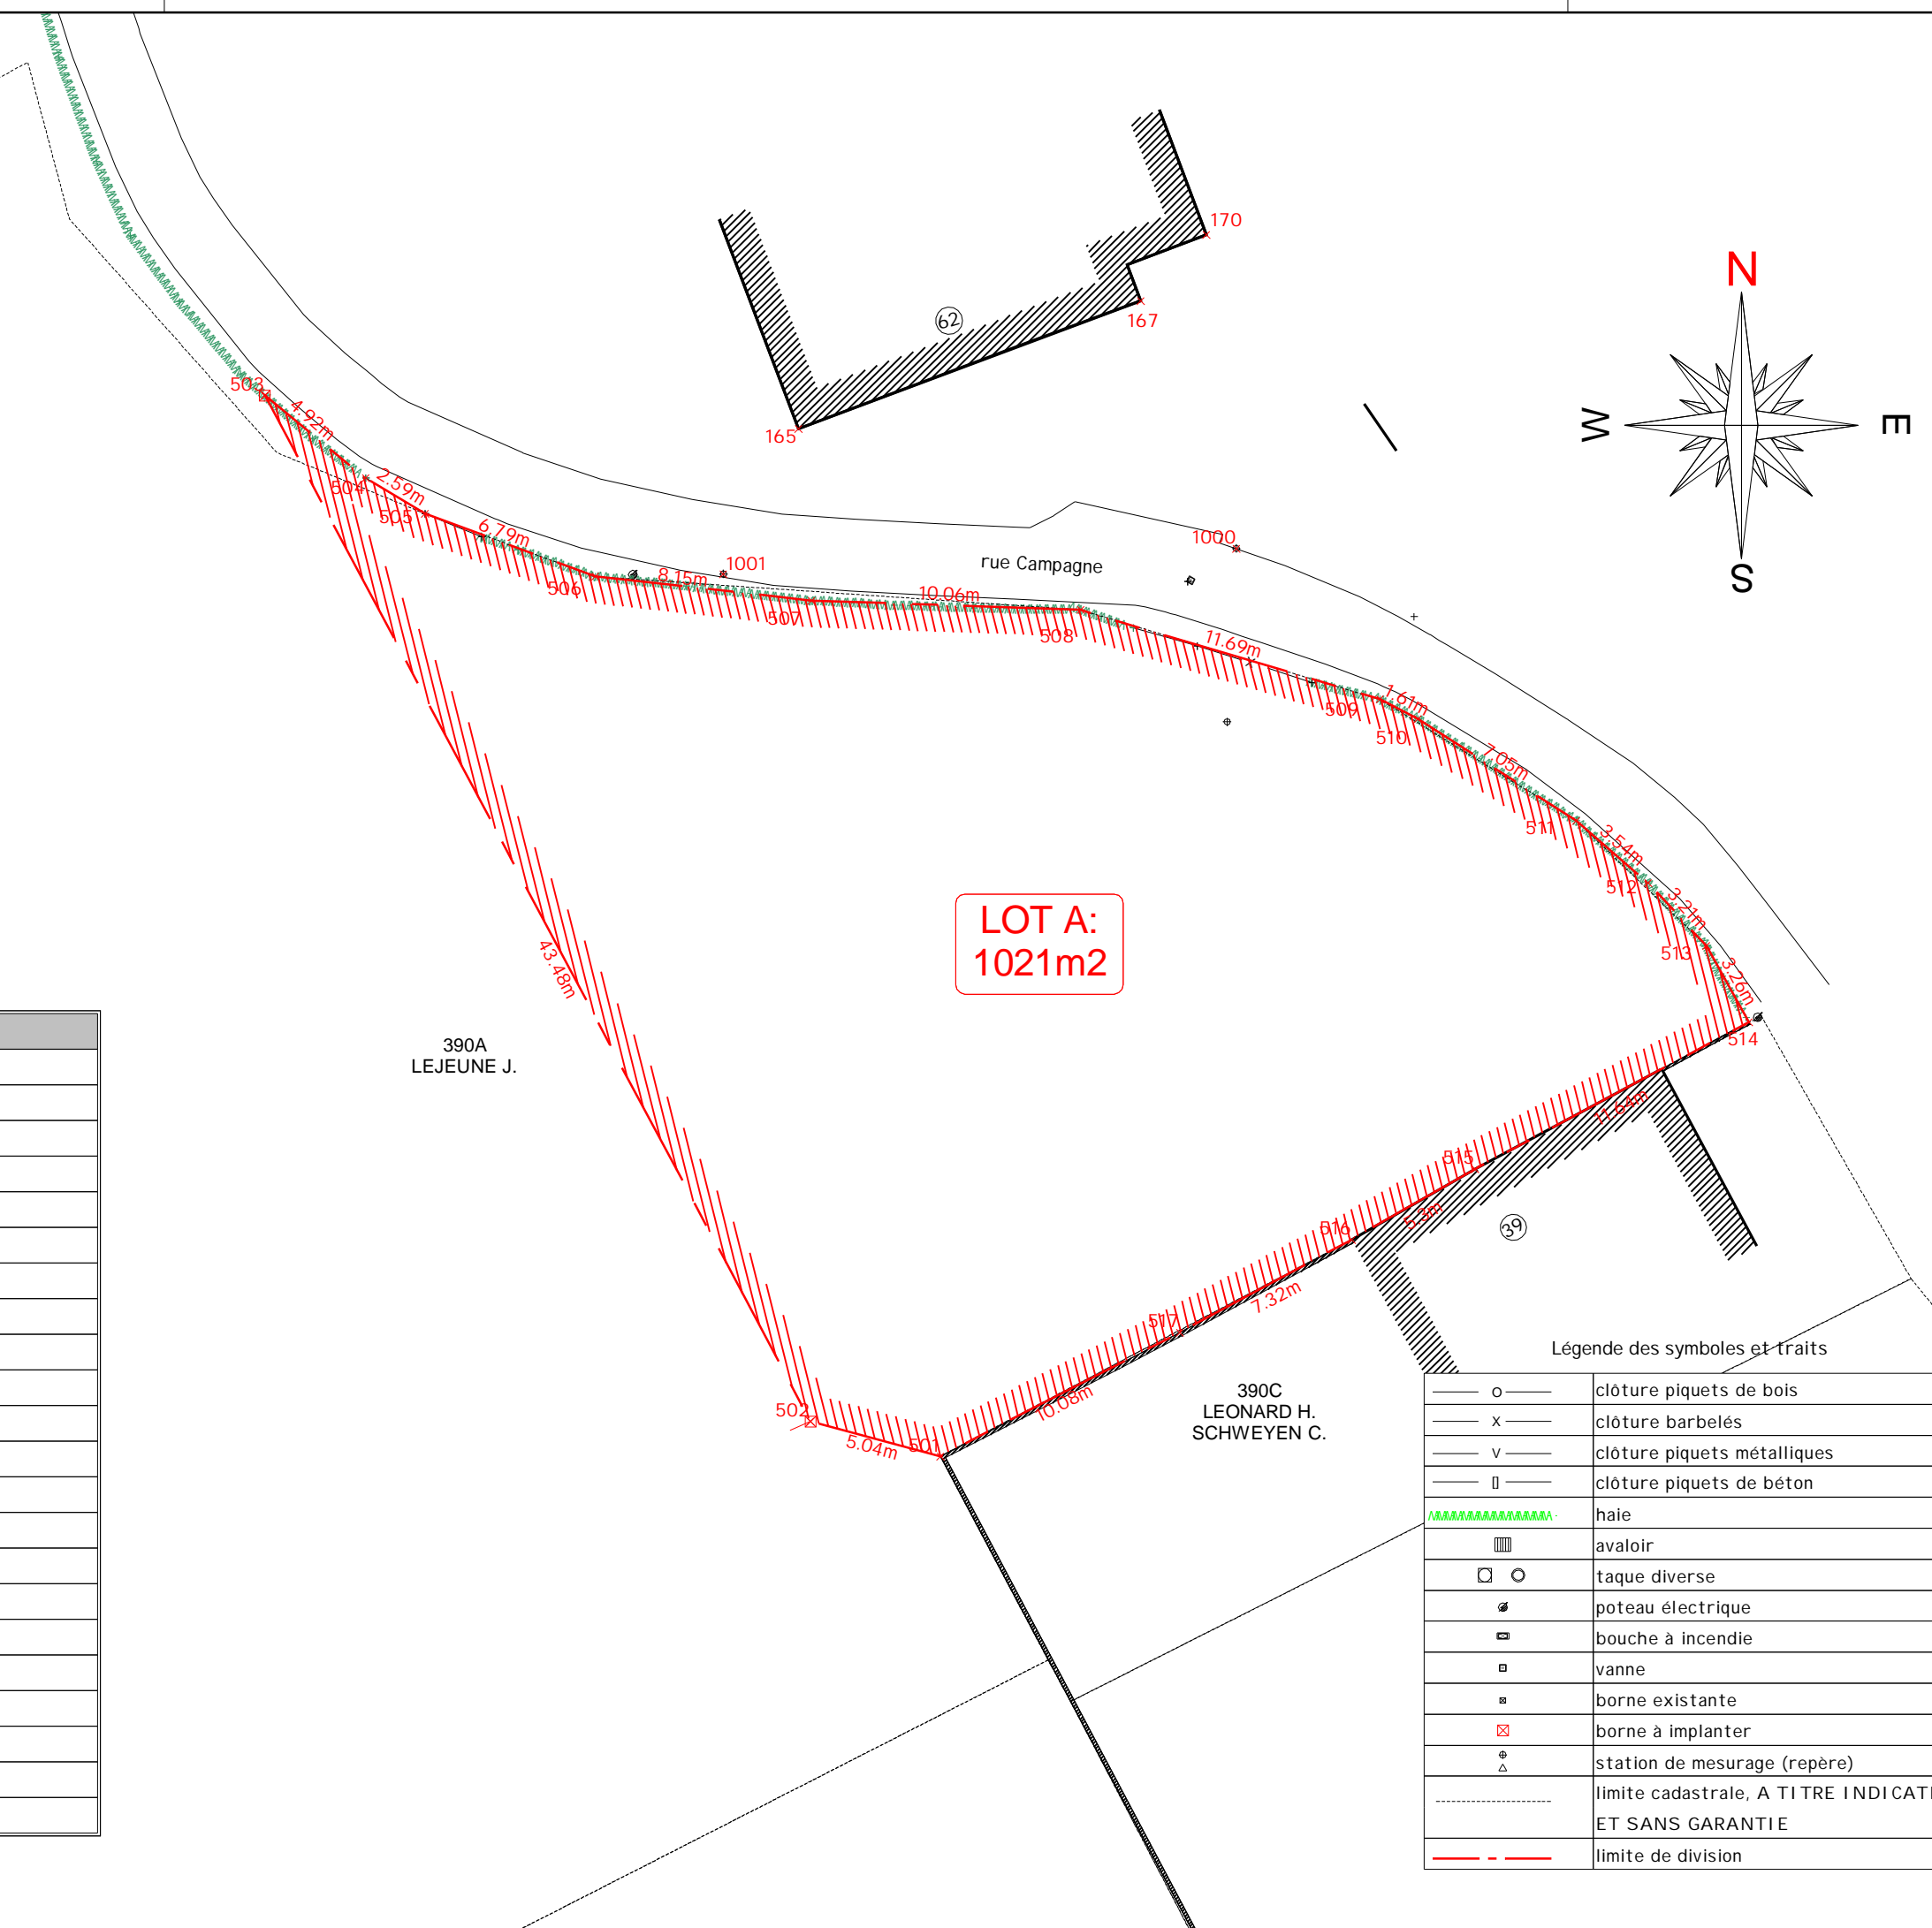 170
62
167
165
N
W
E
S
503
4.92m
504
2.59m
505
6.79m
506
8.15m
1001
507
10.06m
rue Campagne
1000
508
11.69m
509
1.61m
510
7.05m
511
3.54m
512
3.21m
513
3.26m
514
LOT A:
1021m2
43.48m
390A
LEJEUNE J.
11.64m
515
516
39
7.32m
517
10.08m
502
5.04m
501
390C
LEONARD H.
SCHWEYEN C.
Légende des symboles et traits
O
clôture piquets de bois
X
clôture barbelés
V
clôture piquets métalliques
[]
clôture piquets de béton
haie
avaloir
taque diverse
poteau électrique
bouche à incendie
vanne
borne existante
borne à implanter
station de mesurage (repère)
limite cadastrale, A TITRE INDICATI
ET SANS GARANTIE
limite de division